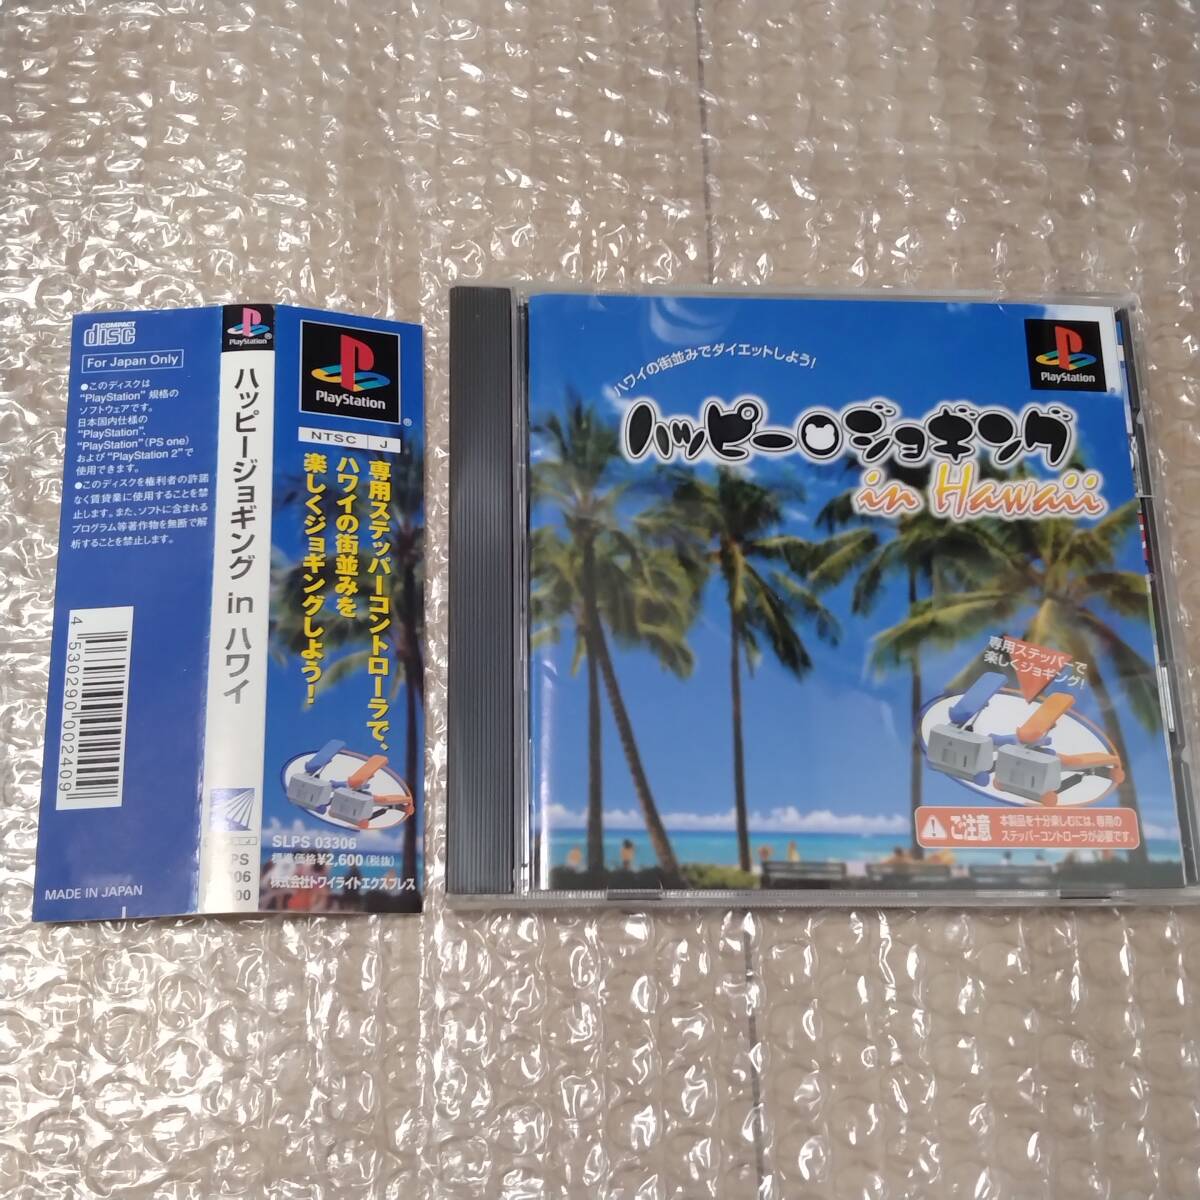 COMPACT
disc
For Japan Only
●このディスクは
"PlayStation" 規格の
ソフトウェアです。
日本国内仕様の
"PlayStation"、
"PlayStation"(PS one)
および"PlayStation 2"で
使用できます。
●このディスクを権利者の許諾
なく賃貸業に使用することを禁
止します。また、ソフトに含まれる
プログラム等著作物を無断で解
析することを禁止します。
4 530290 002409
MADE IN JAPAN
PlayStation
ハッピージョギング in ハワイ
PS
06
00
PlayStation
NTSC J
専用ステッパーコントローラで、
ハワイの街並みを
楽しくジョギングしよう!
SLPS 03306
標準価格¥2,600(税抜)
株式会社トワイライトエクスプレス
PlayStation
ハワイの街並みでダイエットしよう!
ハッピージョギング
in Hawaii
専用ステッパーで
楽しくジョギング!
ご注意
本製品を十分楽しむには、専用の
ステッパーコントローラが必要です。